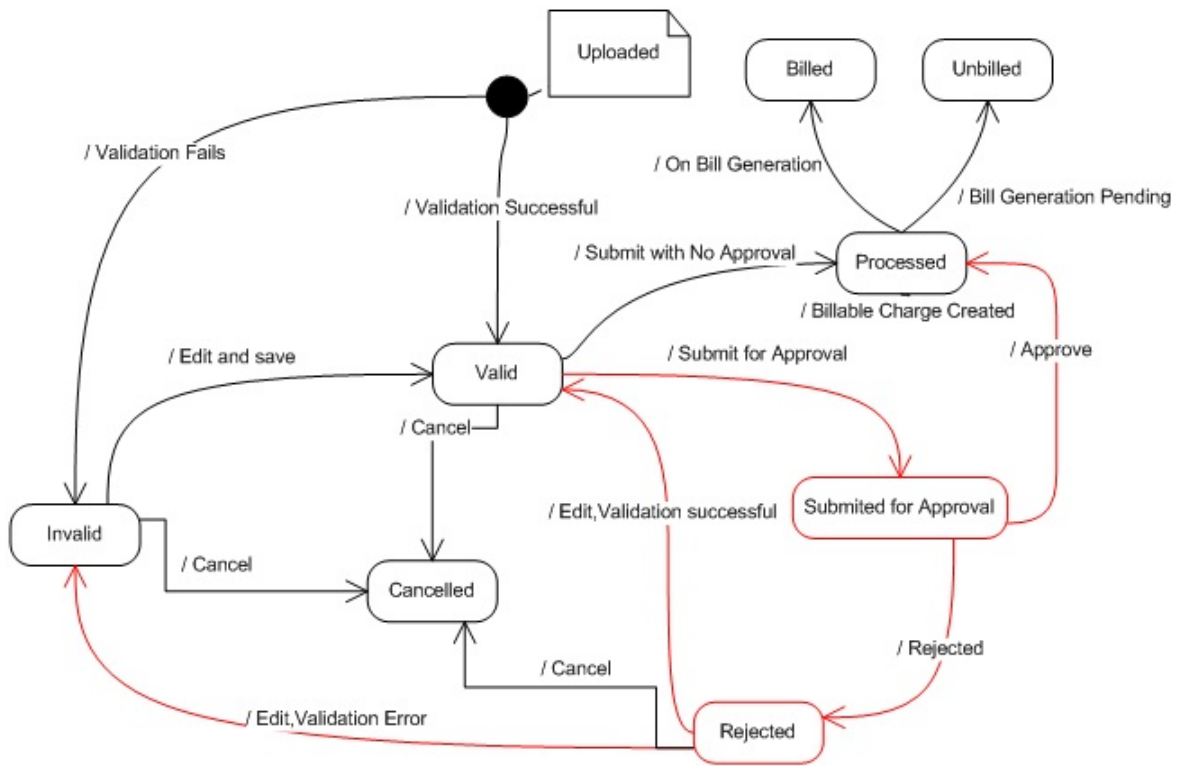 Uploaded
Billed
Unbilled
/ Validation Fails
/ On Bill Generation
/ Validation Successful
/ Bill Generation Pending
/ Submit with No Approval
Processed
/ Billable Charge Created
/ Edit and save
Valid
/ Submit for Approval
/ Approve
/ Cancel
Submited for Approval
/ Edit,Validation successful
Invalid
/ Cancel
Cancelled
/ Rejected
/ Cancel
/ Edit,Validation Error
Rejected